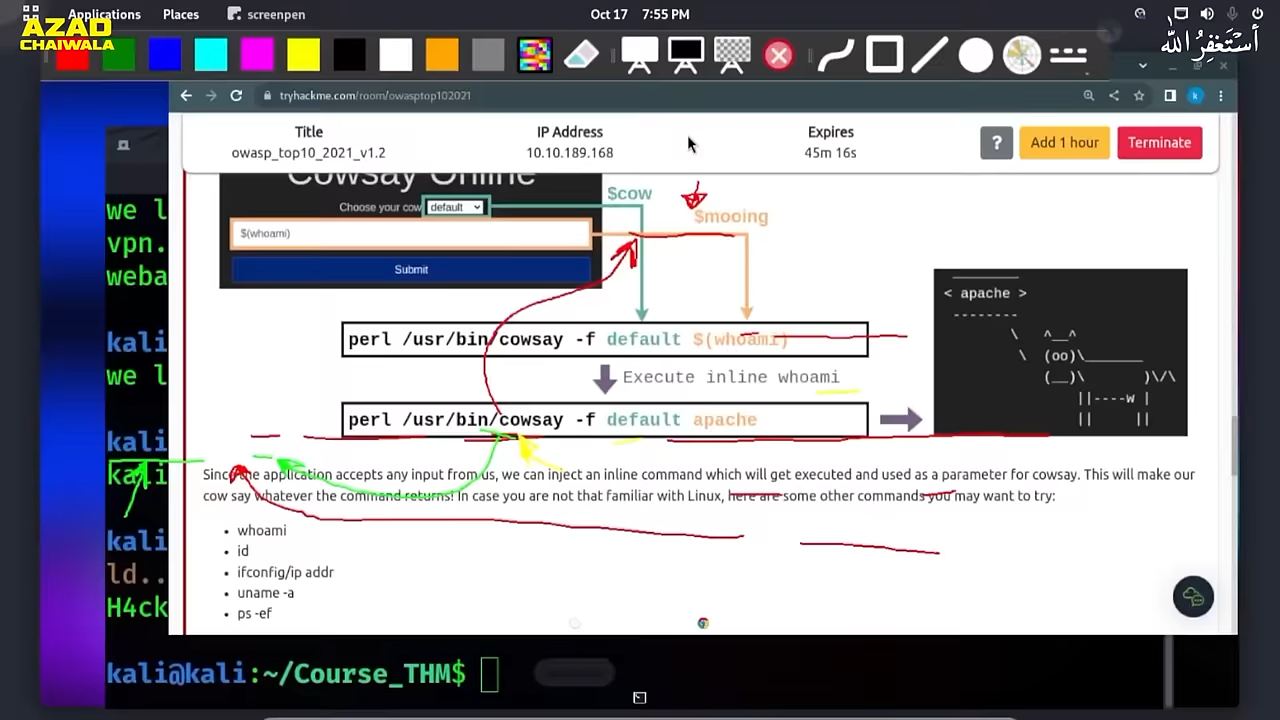 Applications Places screenpen Oct 17 7:55 PM
AZAD
CHAIWALA
أستغفر الله
tryhackme.com/room/owasptop102021
k
Title IP Address Expires
owasp_top10_2021_v1.2 10.10.189.168 45m 16s
? Add 1 hour Terminate
Cowsay Online
Choose your cow default $cow
$mooing
$(whoami)
Submit
< apache >
--------
\ ^__^
\ (oo)\_______
(__)\ )\/\
||----w |
|| ||
perl /usr/bin/cowsay -f default $(whoami)
Execute inline whoami
perl /usr/bin/cowsay -f default apache
Since the application accepts any input from us, we can inject an inline command which will get executed and used as a parameter for cowsay. This will make our
cow say whatever the command returns! In case you are not that familiar with Linux, here are some other commands you may want to try:
• whoami
• id
• ifconfig/ip addr
• uname -a
• ps -ef
we l
vpn.
weba
kali
we l
kali
kali
kali
ld..
H4ck
kali@kali:~/Course_THM$